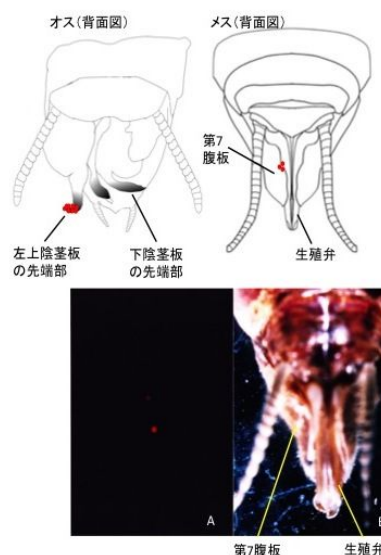 オス(背面図)
メス(背面図)
第7
腹板
左上陰茎板
の先端部
下陰茎板
の先端部
生殖弁
A
B
第7腹板
生殖弁